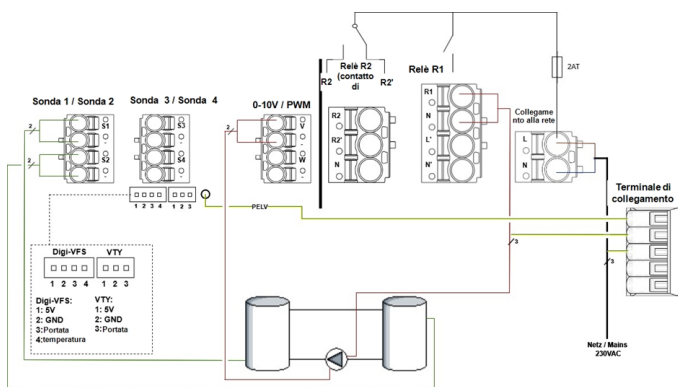 Relè R2
(contatto
di
R2
R2'
Relè R1
2AT
Sonda 1 / Sonda 2
Sonda 3 / Sonda 4
0-10V / PWM
Collegame
nto alla rete
2
S1
-
S2
-
S3
-
S4
-
2
2
V
-
W
-
R2
R2'
N
R1
N
L'
N'
L
N
1 2 3 4
1 2 3
PELV
Terminale di
collegamento
3
3
Digi-VFS
VTY
1 2 3 4
1 2 3
Digi-VFS:
1: 5V
2: GND
3:Portata
4:temperatura
VTY:
1: 5V
2: GND
3:Portata
Netz / Mains
230VAC